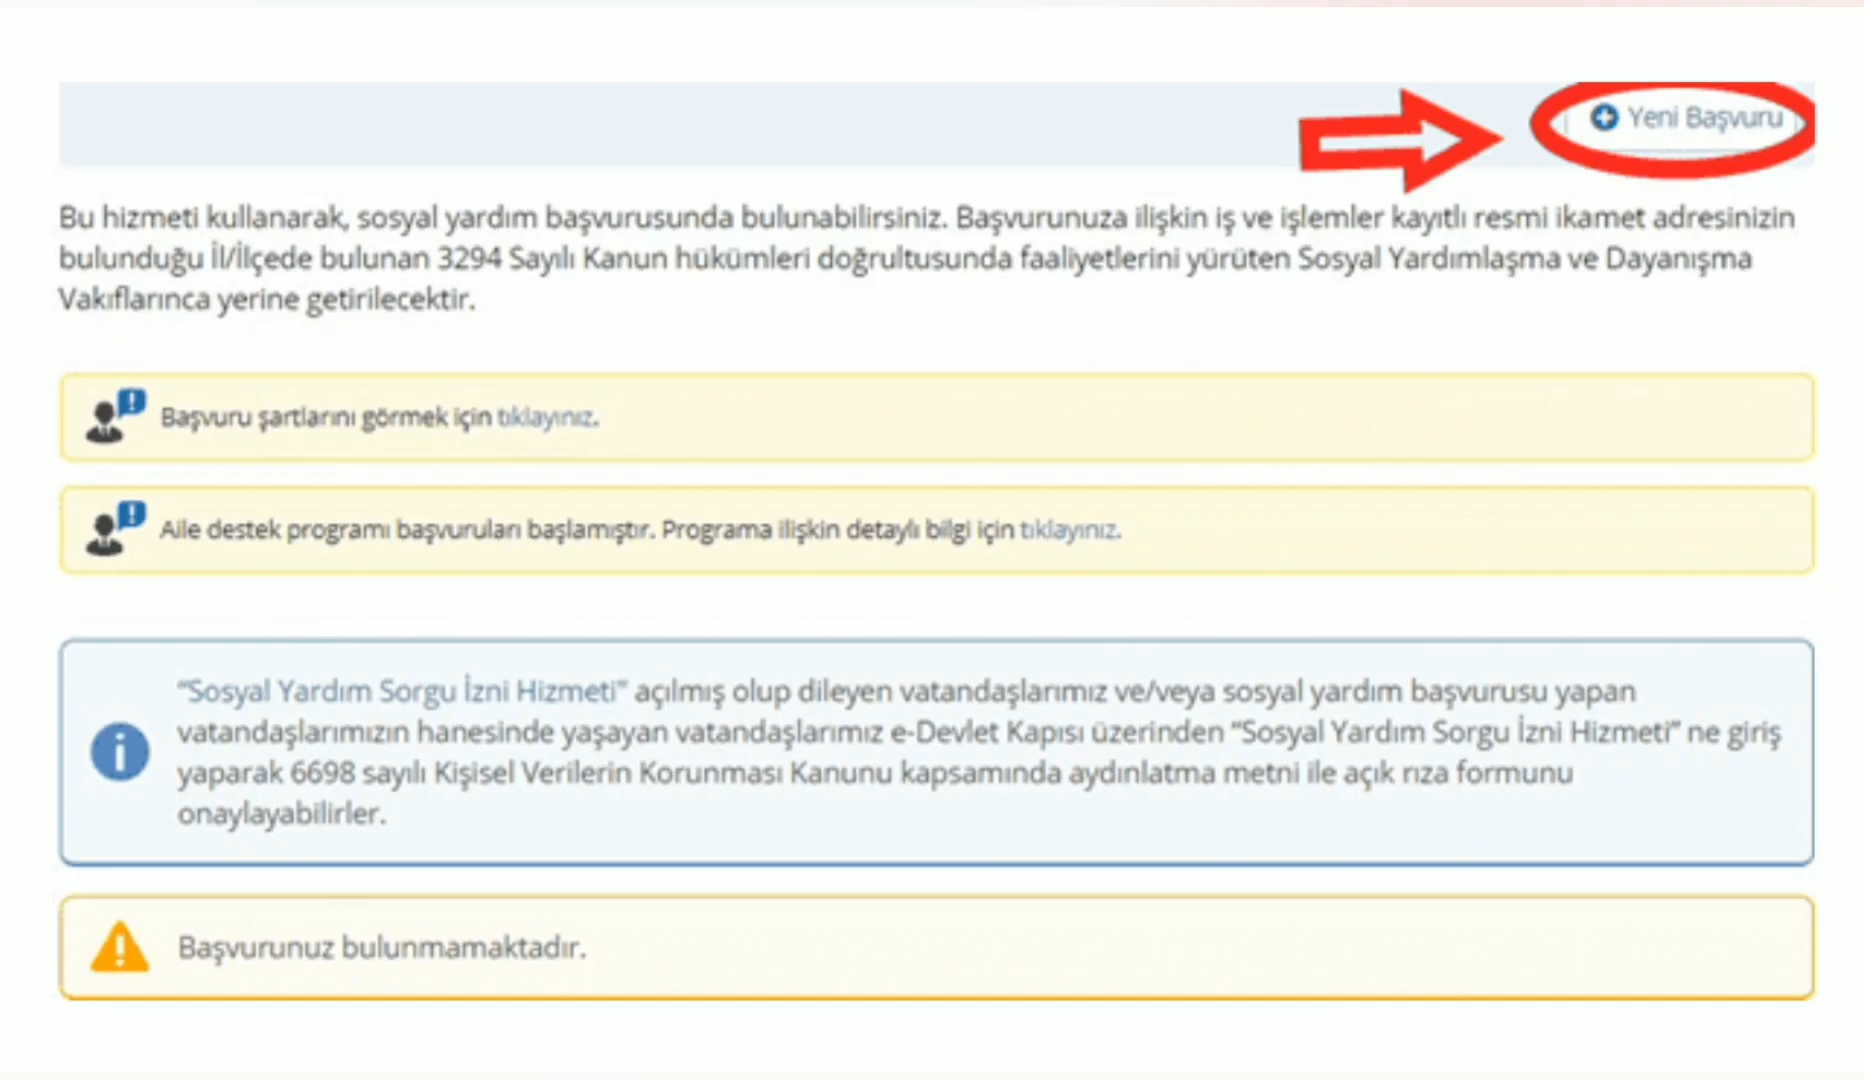 Yeni Başvuru
Bu hizmeti kullanarak, sosyal yardım başvurusunda bulunabilirsiniz. Başvurunuza ilişkin iş ve işlemler kayıtlı resmi ikamet adresinizin
bulunduğu İl/İlçede bulunan 3294 Sayılı Kanun hükümleri doğrultusunda faaliyetlerini yürüten Sosyal Yardımlaşma ve Dayanışma
Vakıflarınca yerine getirilecektir.
Başvuru şartlarını görmek için tıklayınız.
Aile destek programı başvuruları başlamıştır. Programa ilişkin detaylı bilgi için tıklayınız.
“Sosyal Yardım Sorgu İzni Hizmeti” açılmış olup dileyen vatandaşlarımız ve/veya sosyal yardım başvurusu yapan
vatandaşlarımızın hanesinde yaşayan vatandaşlarımız e-Devlet Kapısı üzerinden “Sosyal Yardım Sorgu İzni Hizmeti” ne giriş
yaparak 6698 sayılı Kişisel Verilerin Korunması Kanunu kapsamında aydınlatma metni ile açık rıza formunu
onaylayabilirler.
Başvurunuz bulunmamaktadır.